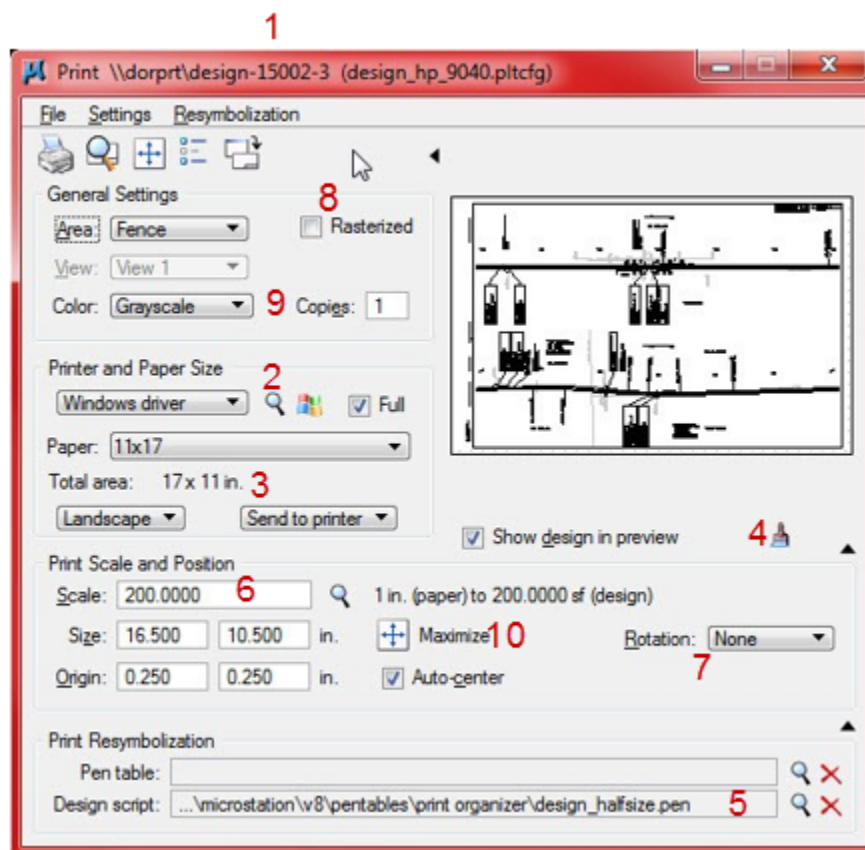 1
Print \\dorprt\design-15002-3 (design_hp_9040.pltcfg)
File Settings Resymbolization
General Settings
8
Area: Fence Rasterized
View: View 1
Color: Grayscale 9 Copies: 1
Printer and Paper Size
2
Windows driver Full
Paper: 11x17
Total area: 17 x 11 in. 3
Landscape Send to printer
Show design in preview 4
Print Scale and Position
Scale: 200.0000 6 1 in. (paper) to 200.0000 sf (design)
Size: 16.500 10.500 in. Maximize 10 Rotation: None
7
Origin: 0.250 0.250 in. Auto-center
Print Resymbolization
Pen table:
Design script: ...\microstation\v8\pentables\print organizer\design_halfsize.pen 5